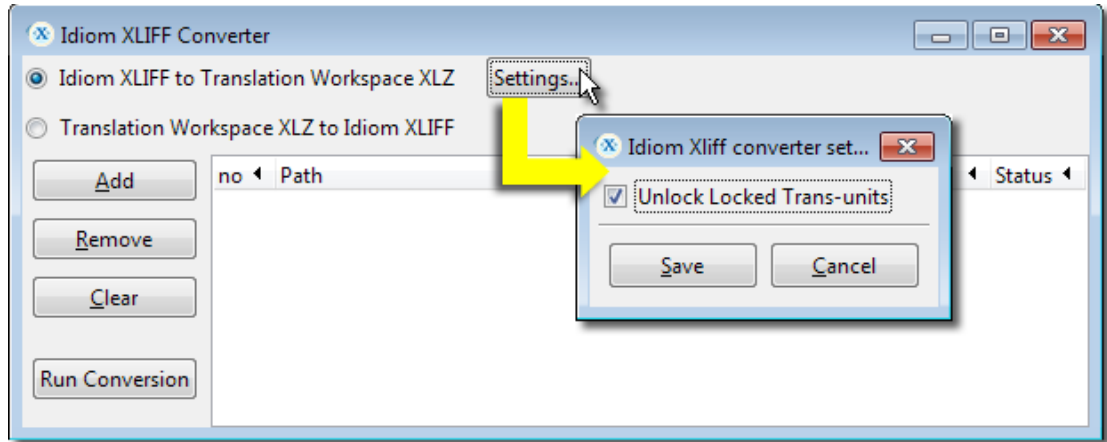 Idiom XLIFF Converter
Idiom XLIFF to Translation Workspace XLZ
Settings..
Translation Workspace XLZ to Idiom XLIFF
Idiom Xliff converter set...
Unlock Locked Trans-units
Save Cancel
Add
Remove
Clear
Run Conversion
no Path Status